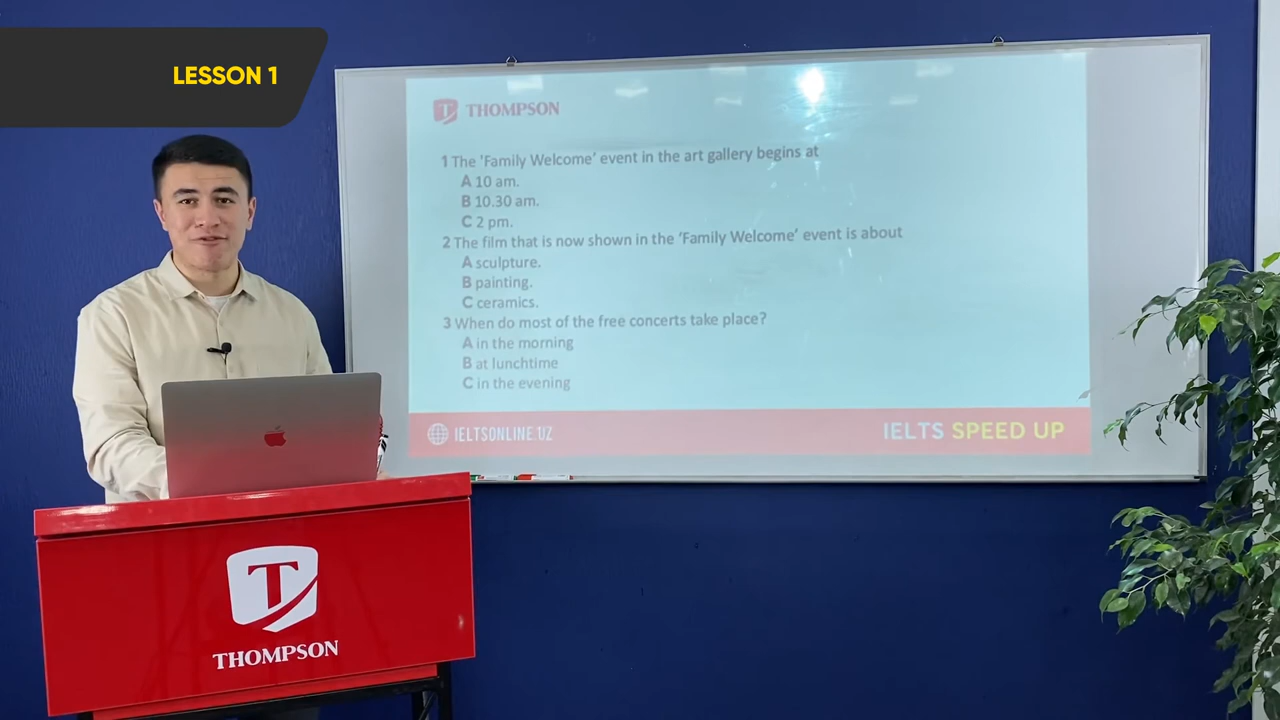 LESSON 1
THOMPSON
1 The 'Family Welcome' event in the art gallery begins at
A 10 am.
B 10.30 am.
C 2 pm.
2 The film that is now shown in the 'Family Welcome' event is about
A sculpture.
B painting.
C ceramics.
3 When do most of the free concerts take place?
A in the morning
B at lunchtime
C in the evening
IELTSONLINE.UZ
IELTS SPEED UP
T
THOMPSON